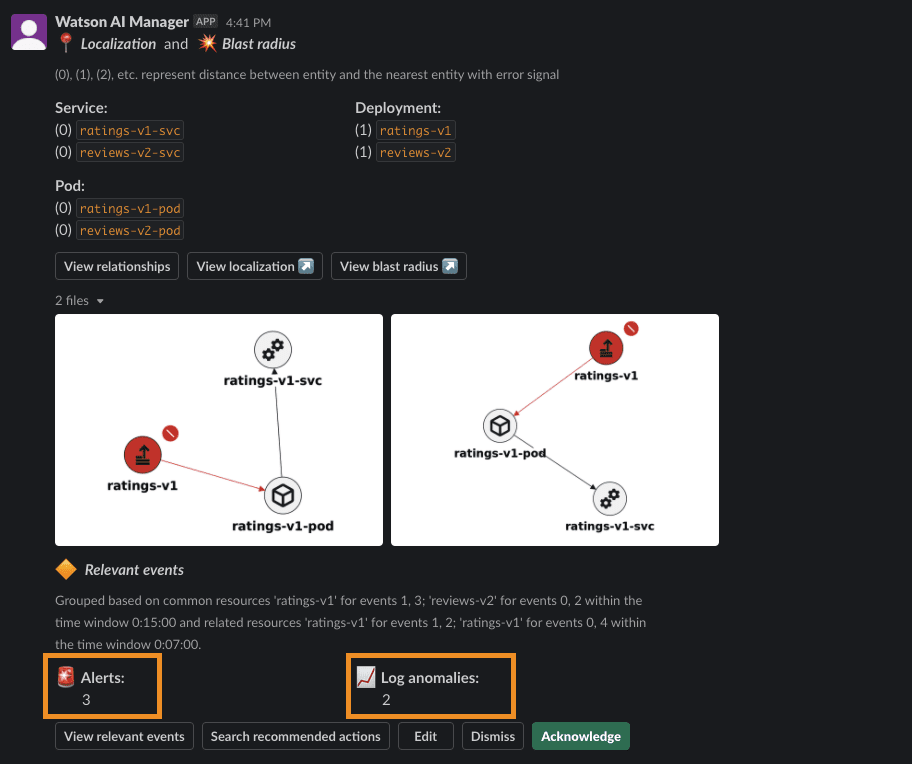 Watson AI Manager APP 4:41 PM
Localization and Blast radius
(0), (1), (2), etc. represent distance between entity and the nearest entity with error signal
Service:
(0) ratings-v1-svc
(0) reviews-v2-svc
Deployment:
(1) ratings-v1
(1) reviews-v2
Pod:
(0) ratings-v1-pod
(0) reviews-v2-pod
View relationships
View localization
View blast radius
2 files
ratings-v1-svc
ratings-v1
ratings-v1-pod
ratings-v1
ratings-v1-pod
ratings-v1-svc
Relevant events
Grouped based on common resources 'ratings-v1' for events 1, 3; 'reviews-v2' for events 0, 2 within the
time window 0:15:00 and related resources 'ratings-v1' for events 1, 2; 'ratings-v1' for events 0, 4 within
the time window 0:07:00.
Alerts:
3
Log anomalies:
2
View relevant events
Search recommended actions
Edit
Dismiss
Acknowledge